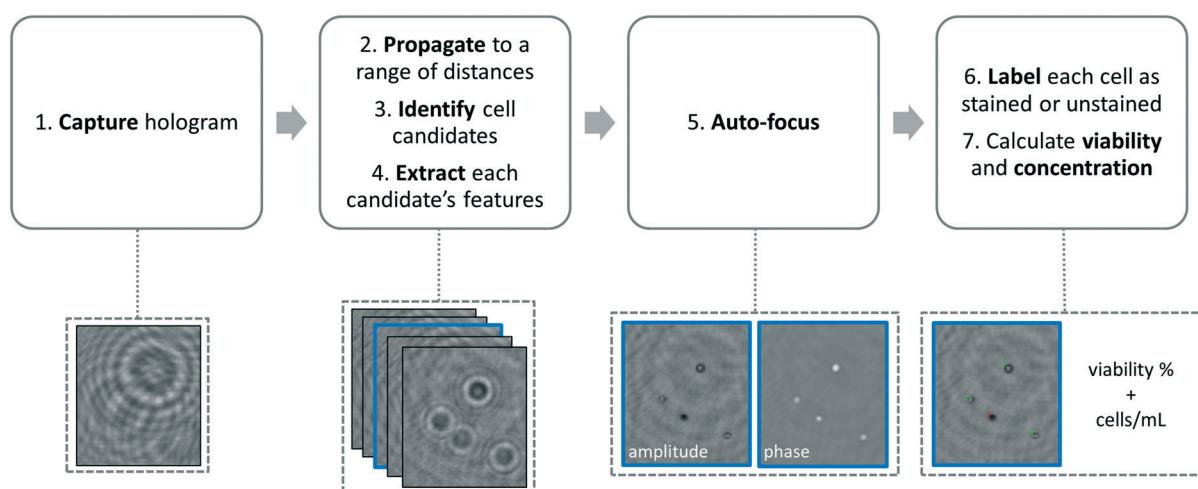 1. Capture hologram
2. Propagate to a
range of distances
3. Identify cell
candidates
4. Extract each
candidate's features
5. Auto-focus
6. Label each cell as
stained or unstained
7. Calculate viability
and concentration
amplitude
phase
viability %
+
cells/mL